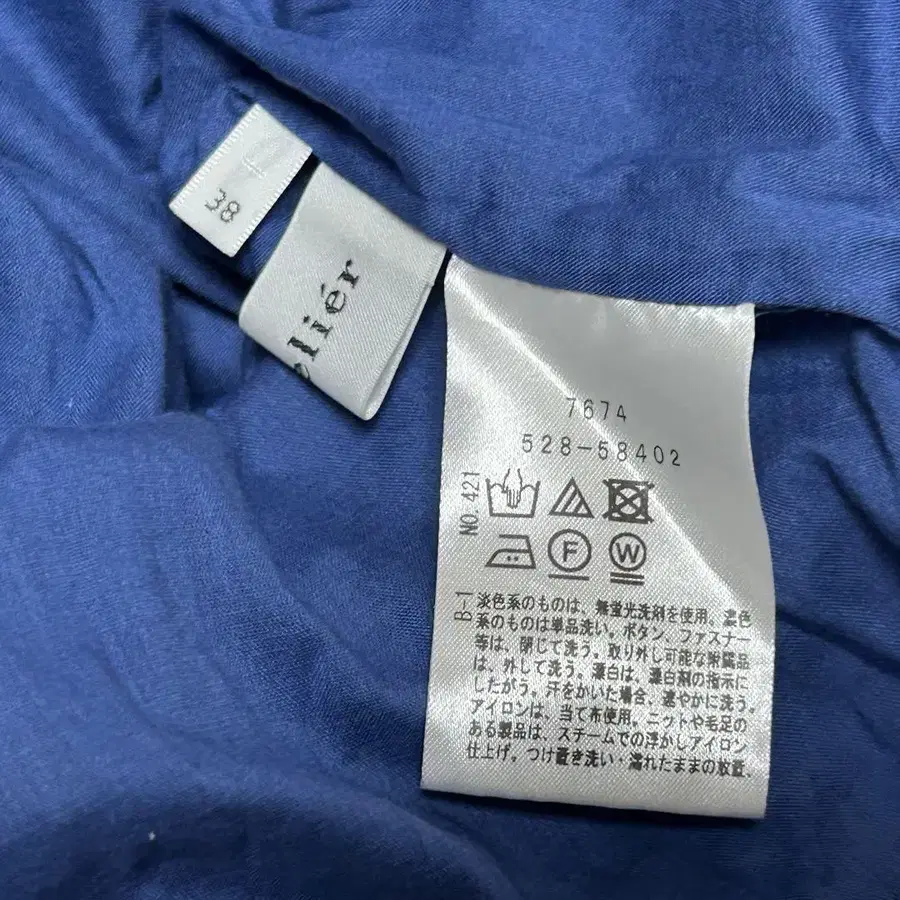 38
eliér
7674
528-58402
NO. 421
F W
B-1
淡色系のものは、無蛍光洗剤を使用。濃色
系のものは単品洗い。ボタン、ファスナー
等は、閉じて洗う。取り外し可能な附属品
は、外して洗う。漂白は、漂白剤の指示に
したがう。汗をかいた場合、速やかに洗う。
アイロンは、当て布使用。ニットや毛足の
ある製品は、スチームでの浮かしアイロン
仕上げ。つけ置き洗い・濡れたままの放置、